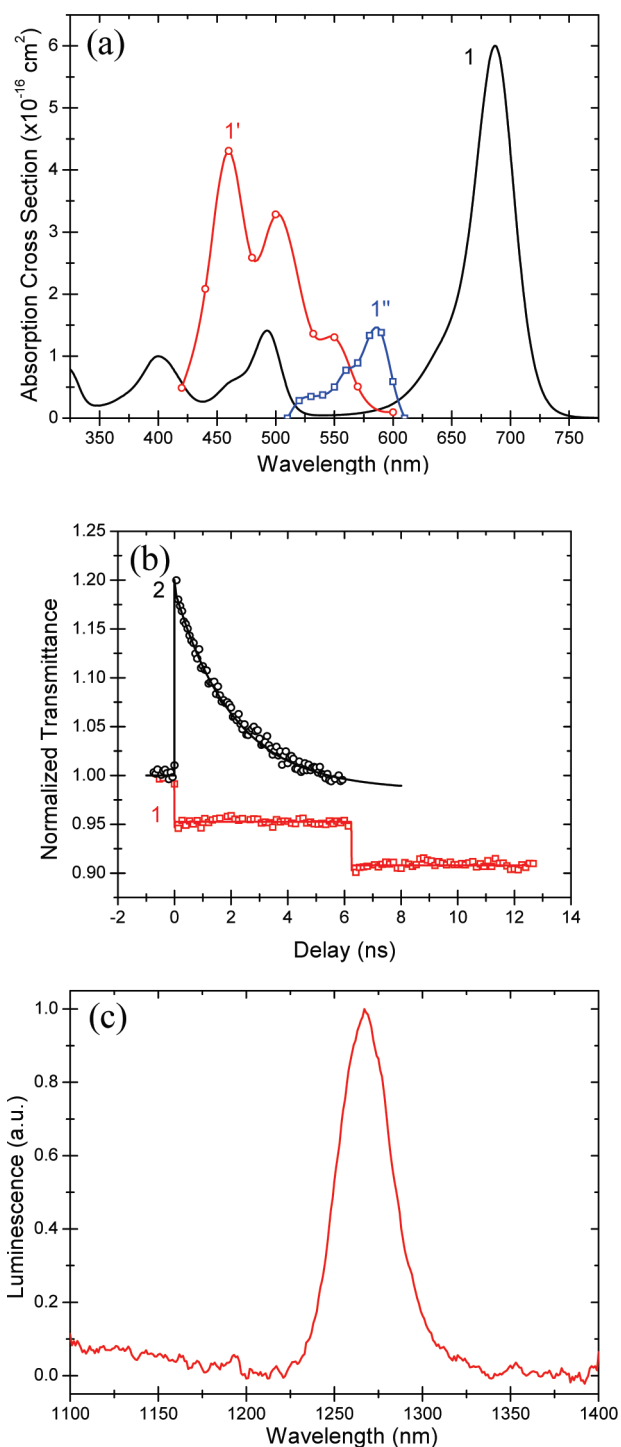 (a)
1
1'
1"
6
5
4
3
2
1
0
Absorption Cross Section (x10⁻¹⁶ cm²)
350 400 450 500 550 600 650 700 750
Wavelength (nm)
(b)
2
1
1.25
1.20
1.15
1.10
1.05
1.00
0.95
0.90
Normalized Transmittance
-2 0 2 4 6 8 10 12 14
Delay (ns)
(c)
1.0
0.8
0.6
0.4
0.2
0.0
Luminescence (a.u.)
1100 1150 1200 1250 1300 1350 1400
Wavelength (nm)